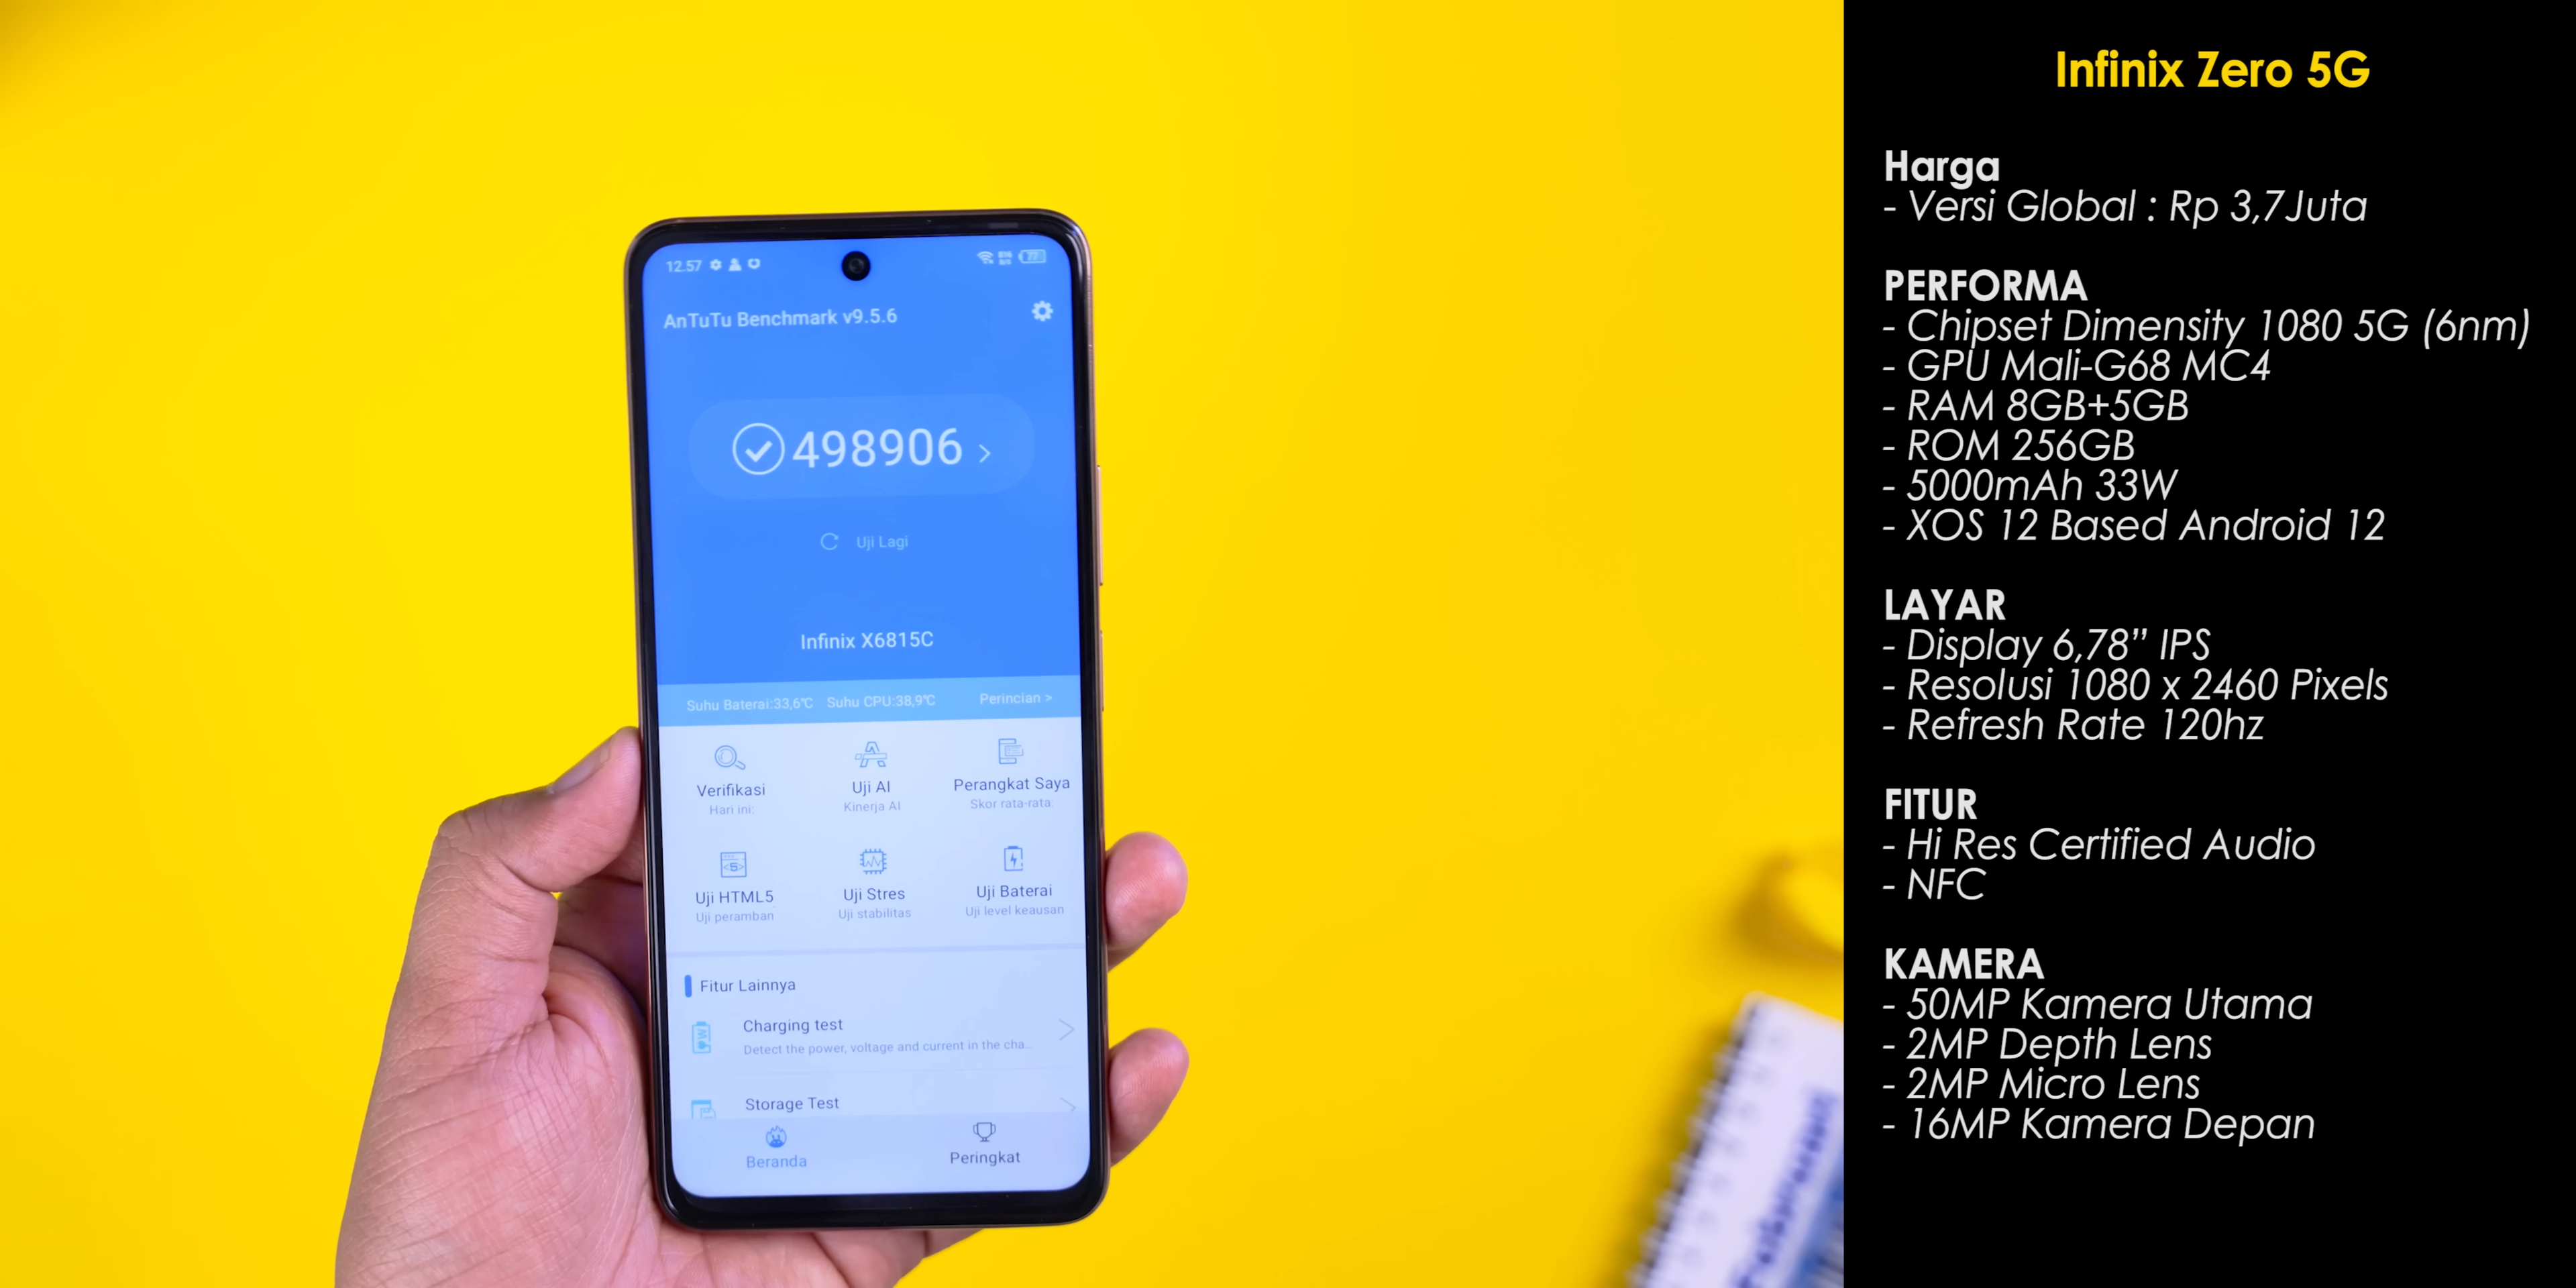 12.57
AnTuTu Benchmark v9.5.6
498906
Uji Lagi
Infinix X6815C
Suhu Baterai:33,6℃ Suhu CPU:38,9℃ Perincian >
Verifikasi
Hari ini:
Uji AI
Kinerja AI
Perangkat Saya
Skor rata-rata:
Uji HTML5
Uji peramban
Uji Stres
Uji stabilitas
Uji Baterai
Uji level keausan
Fitur Lainnya
Charging test
Detect the power, voltage and current in the cha...
Storage Test
Beranda
Peringkat
Infinix Zero 5G
Harga
- Versi Global : Rp 3,7Juta
PERFORMA
- Chipset Dimensity 1080 5G (6nm)
- GPU Mali-G68 MC4
- RAM 8GB+5GB
- ROM 256GB
- 5000mAh 33W
- XOS 12 Based Android 12
LAYAR
- Display 6,78” IPS
- Resolusi 1080 x 2460 Pixels
- Refresh Rate 120hz
FITUR
- Hi Res Certified Audio
- NFC
KAMERA
- 50MP Kamera Utama
- 2MP Depth Lens
- 2MP Micro Lens
- 16MP Kamera Depan